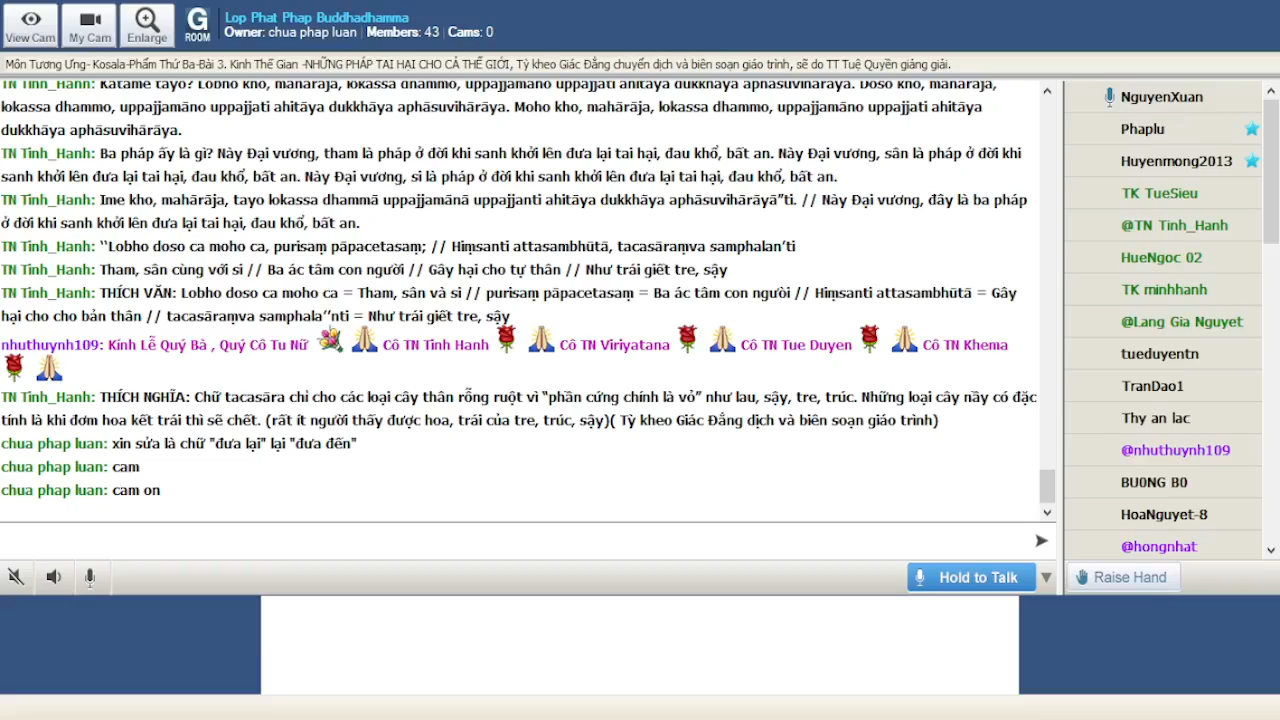 View Cam
My Cam
Enlarge
G
ROOM
Lop Phat Phap Buddhadhamma
Owner: chua phap luan | Members: 43 | Cams: 0
Môn Tương Ưng- Kosala-Phẩm Thứ Ba-Bài 3. Kinh Thế Gian -NHỮNG PHÁP TAI HẠI CHO CẢ THẾ GIỚI, Tỳ kheo Giác Đẳng chuyển dịch và biên soạn giáo trình, sẽ do TT Tuệ Quyền giảng giải.
TN Tinh_Hanh: Katame tayo? Lobho kho, mahārāja, lokassa dhammo, uppajjamāno uppajjati ahitāya dukkhāya aphāsuvihārāya. Doso kho, mahārāja,
lokassa dhammo, uppajjamāno uppajjati ahitāya dukkhāya aphāsuvihārāya. Moho kho, mahārāja, lokassa dhammo, uppajjamāno uppajjati ahitāya
dukkhāya aphāsuvihārāya.
TN Tinh_Hanh: Ba pháp ấy là gì? Này Đại vương, tham là pháp ở đời khi sanh khởi lên đưa lại tai hại, đau khổ, bất an. Này Đại vương, sân là pháp ở đời khi
sanh khởi lên đưa lại tai hại, đau khổ, bất an. Này Đại vương, si là pháp ở đời khi sanh khởi lên đưa lại tai hại, đau khổ, bất an.
TN Tinh_Hanh: Ime kho, mahārāja, tayo lokassa dhammā uppajjamānā uppajjanti ahitāya dukkhāya aphāsuvihārāyā”ti. // Này Đại vương, đây là ba pháp
ở đời khi sanh khởi lên đưa lại tai hại, đau khổ, bất an.
TN Tinh_Hanh: ‘‘Lobho doso ca moho ca, purisaṃ pāpacetasaṃ; // Hiṃsanti attasambhūtā, tacasāraṃva samphalan’ti
TN Tinh_Hanh: Tham, sân cùng với si // Ba ác tâm con người // Gây hại cho tự thân // Như trái giết tre, sậy
TN Tinh_Hanh: THÍCH VĂN: Lobho doso ca moho ca = Tham, sân và si // purisaṃ pāpacetasaṃ = Ba ác tâm con người // Hiṃsanti attasambhūtā = Gây
hại cho cho bản thân // tacasāraṃva samphala’’nti = Như trái giết tre, sậy
nhuthuynh109: Kính Lễ Quý Bà , Quý Cô Tu Nữ Cô TN Tinh Hanh Cô TN Viriyatana Cô TN Tue Duyen Cô TN Khema
TN Tinh_Hanh: THÍCH NGHĨA: Chữ tacasāra chỉ cho các loại cây thân rỗng ruột vì “phần cứng chính là vỏ” như lau, sậy, tre, trúc. Những loại cây nầy có đặc
tính là khi đơm hoa kết trái thì sẽ chết. (rất ít người thấy được hoa, trái của tre, trúc, sậy)( Tỳ kheo Giác Đẳng dịch và biên soạn giáo trình)
chua phap luan: xin sửa là chữ "đưa lại" lại "đưa đến"
chua phap luan: cam
chua phap luan: cam on
NguyenXuan
Phaplu
Huyenmong2013
TK TueSieu
@TN Tinh_Hanh
HueNgoc 02
TK minhhanh
@Lang Gia Nguyet
tueduyentn
TranDao1
Thy an lac
@nhuthuynh109
BU0NG B0
HoaNguyet-8
@hongnhat
Hold to Talk
Raise Hand